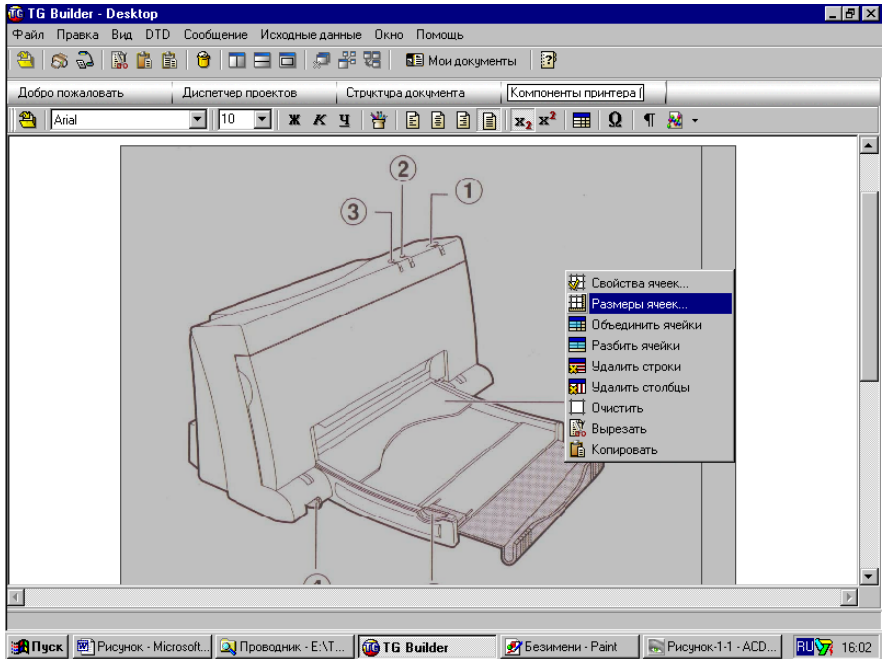 TG Builder - Desktop
Файл Правка Вид DTD Сообщение Исходные данные Окно Помощь
Мои документы
Добро пожаловать Диспетчер проектов Структура документа Компоненты принтера (
Arial 10 Ж К Ч x₂ x² Ω ¶
2
1
3
Свойства ячеек...
Размеры ячеек...
Объединить ячейки
Разбить ячейки
Удалить строки
Удалить столбцы
Очистить
Вырезать
Копировать
Пуск Рисунок - Microsoft... Проводник - E:\T... TG Builder Безимени - Paint Рисунок-1-1 - ACD... RU 16:02